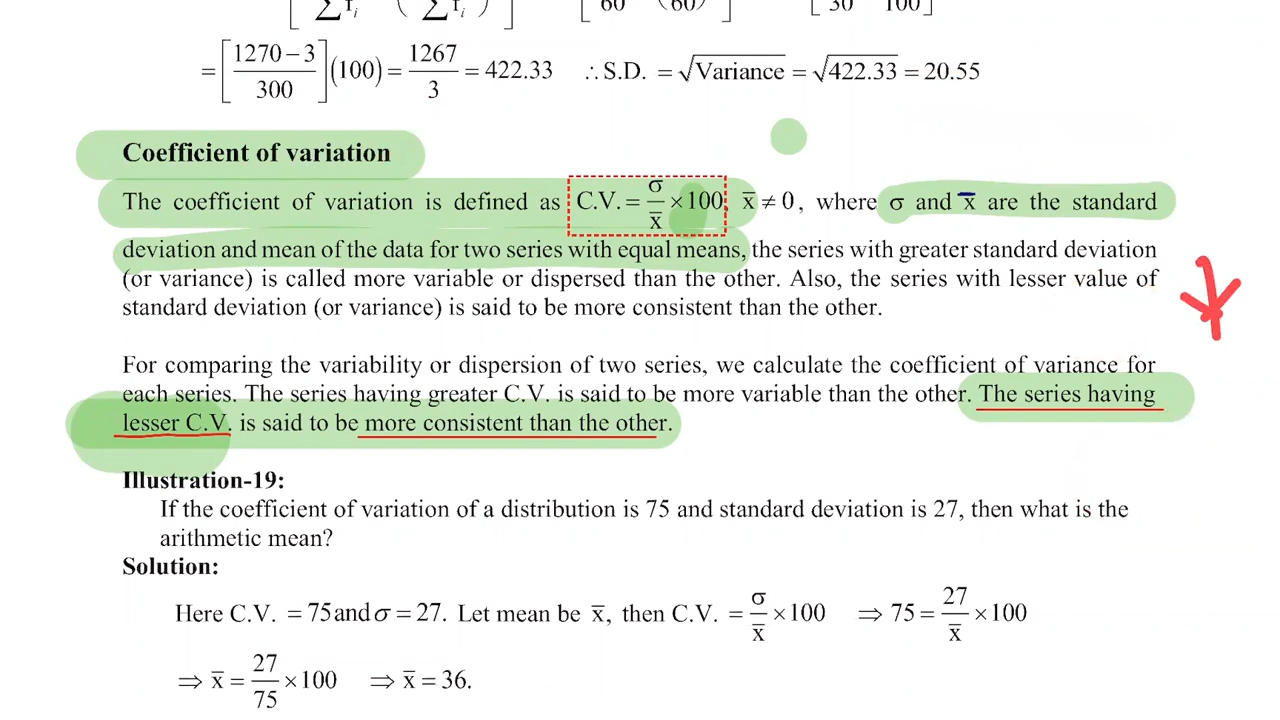 [ ∑fᵢ ( ∑fᵢ ) ] [ 60 (60) ] [ 30 100 ]
= [ (1270 − 3) / 300 ] (100) = 1267 / 3 = 422.33 ∴ S.D. = √Variance = √422.33 = 20.55
Coefficient of variation
The coefficient of variation is defined as C.V. = σ / x̄ × 100, x̄ ≠ 0, where σ and x̄ are the standard
deviation and mean of the data for two series with equal means, the series with greater standard deviation
(or variance) is called more variable or dispersed than the other. Also, the series with lesser value of
standard deviation (or variance) is said to be more consistent than the other.
For comparing the variability or dispersion of two series, we calculate the coefficient of variance for
each series. The series having greater C.V. is said to be more variable than the other. The series having
lesser C.V. is said to be more consistent than the other.
Illustration-19:
If the coefficient of variation of a distribution is 75 and standard deviation is 27, then what is the
arithmetic mean?
Solution:
Here C.V. = 75 and σ = 27. Let mean be x̄, then C.V. = σ / x̄ × 100 ⇒ 75 = 27 / x̄ × 100
⇒ x̄ = 27 / 75 × 100 ⇒ x̄ = 36.